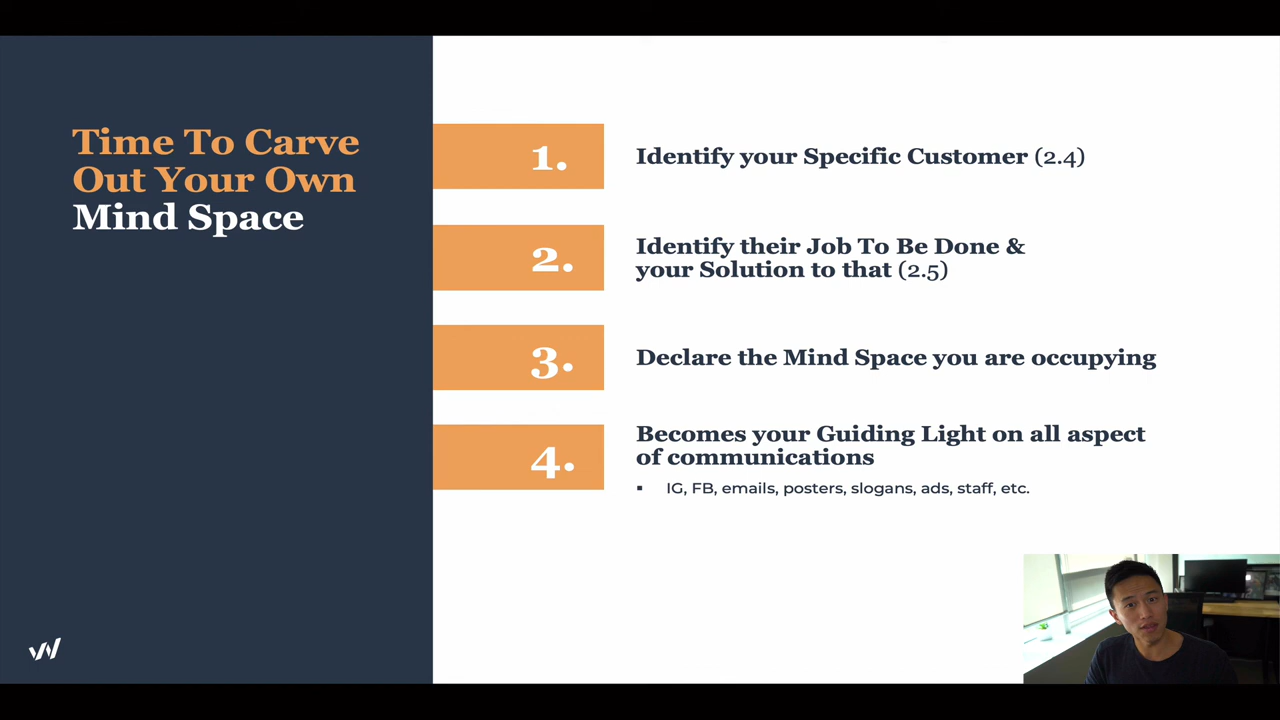 Time To Carve
Out Your Own
Mind Space
1.
Identify your Specific Customer (2.4)
2.
Identify their Job To Be Done &
your Solution to that (2.5)
3.
Declare the Mind Space you are occupying
4.
Becomes your Guiding Light on all aspect
of communications
▪ IG, FB, emails, posters, slogans, ads, staff, etc.